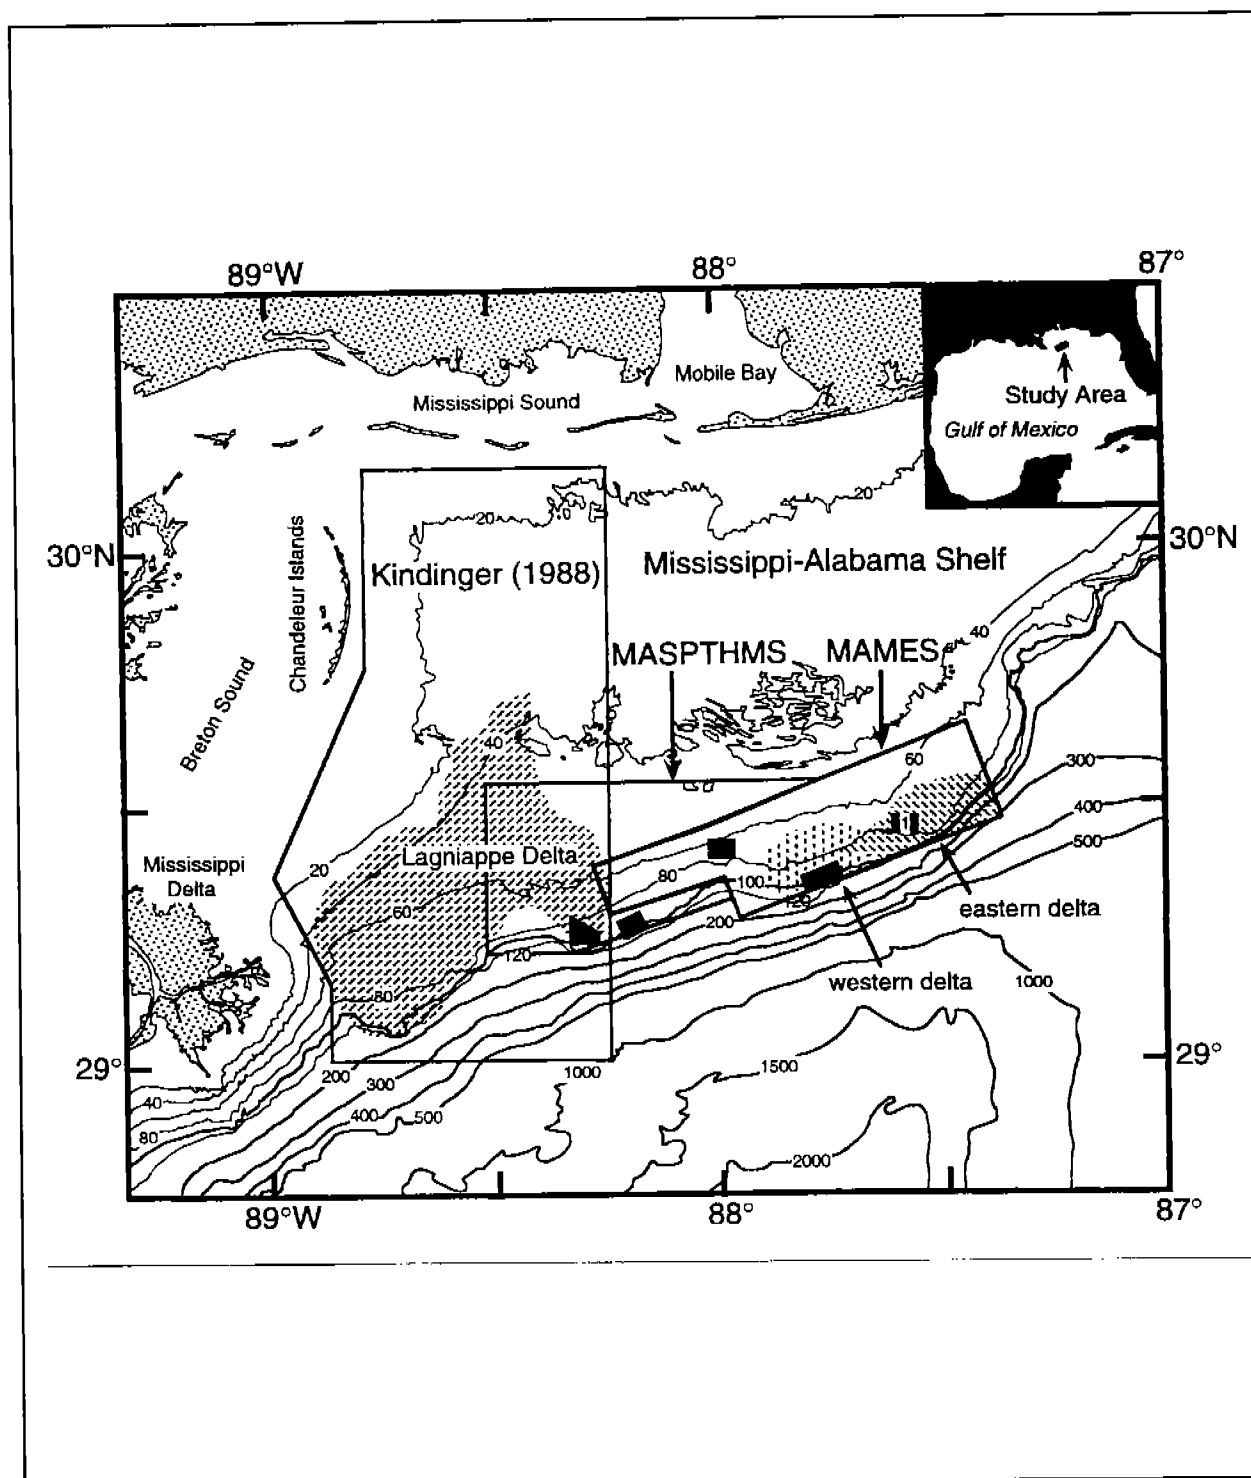 89°W
88°
87°
Mobile Bay
Mississippi Sound
Study Area
Gulf of Mexico
20
20
30°N
30°N
Chandeleur Islands
Kindinger (1988)
Mississippi-Alabama Shelf
40
MASPTHMS
MAMES
Breton Sound
40
60
300
400
500
1
Mississippi
Delta
20
Lagniappe Delta
80
100
120
60
200
eastern delta
120
western delta
1000
80
29°
29°
200
300
400
500
1000
1500
40
80
2000
89°W
88°
87°